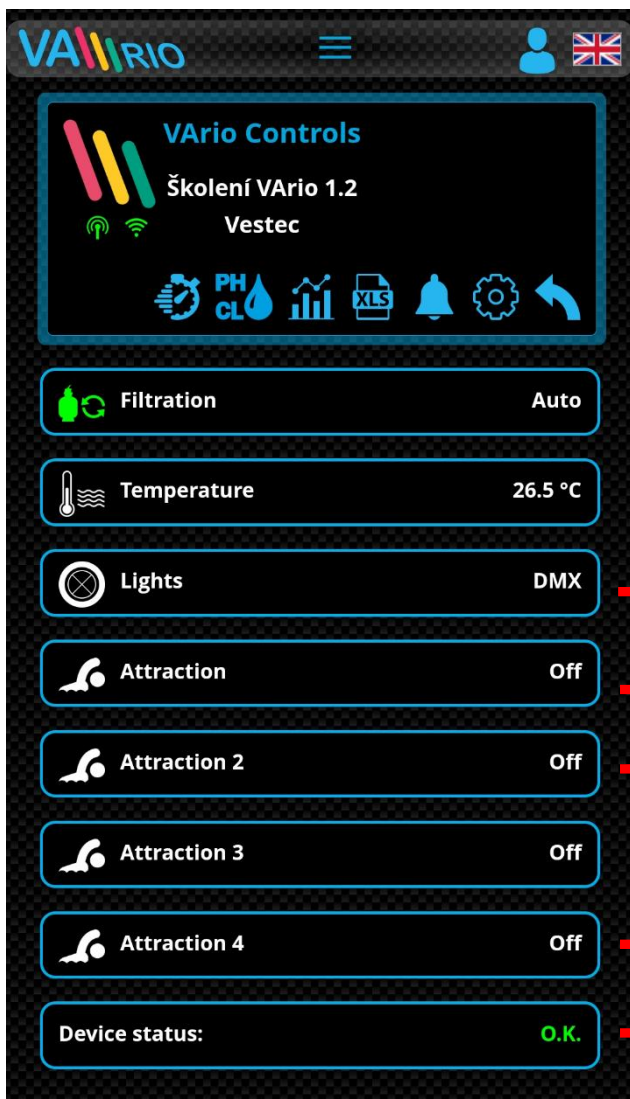 VARIO
VArio Controls
Školení VArio 1.2
Vestec
PH
CL
XLS
Filtration Auto
Temperature 26.5 °C
Lights DMX
Attraction Off
Attraction 2 Off
Attraction 3 Off
Attraction 4 Off
Device status: O.K.